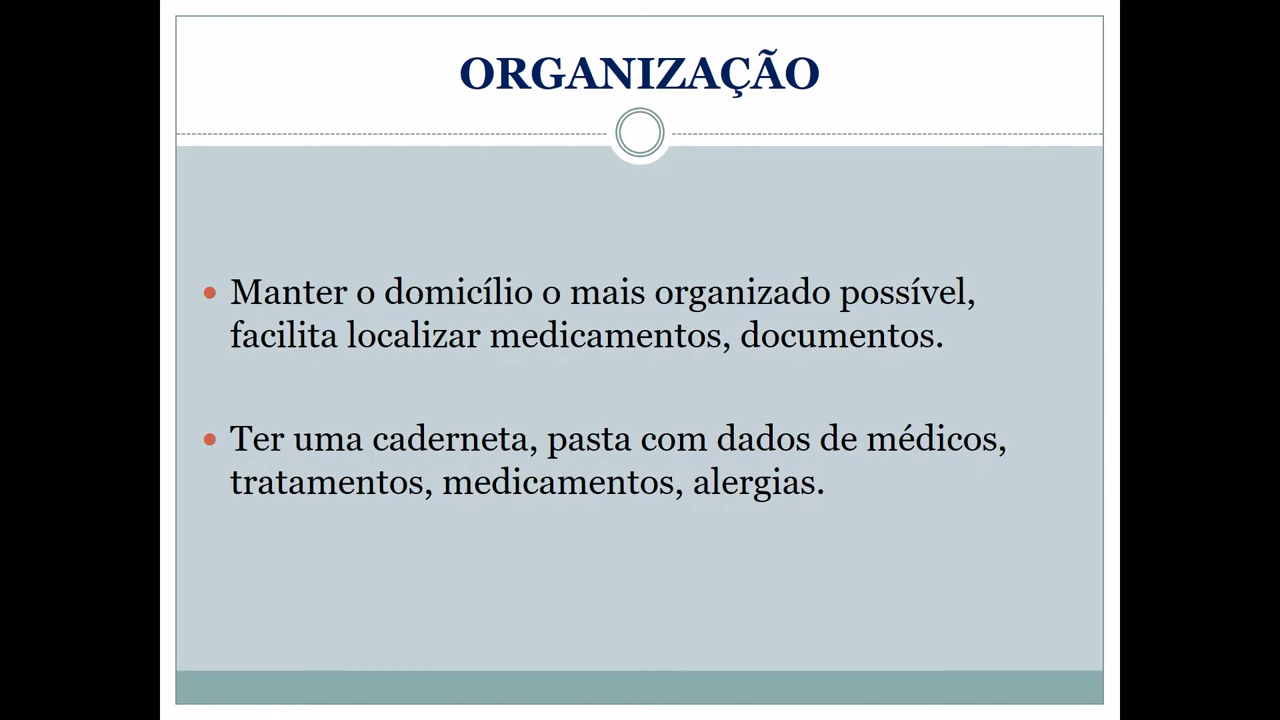 ORGANIZAÇÃO
• Manter o domicílio o mais organizado possível,
facilita localizar medicamentos, documentos.
• Ter uma caderneta, pasta com dados de médicos,
tratamentos, medicamentos, alergias.